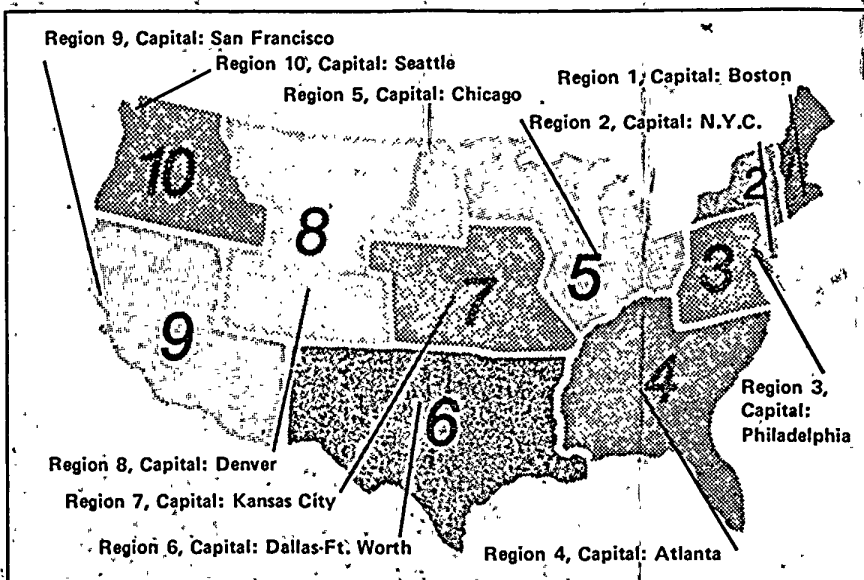 Region 9, Capital: San Francisco
Region 10, Capital: Seattle
Region 5, Capital: Chicago
Region 1, Capital: Boston
Region 2, Capital: N.Y.C.
10
8
9
7
5
2
1
3
4
6
Region 3,
Capital:
Philadelphia
Region 8, Capital: Denver
Region 7, Capital: Kansas City
Region 6, Capital: Dallas-Ft. Worth
Region 4, Capital: Atlanta